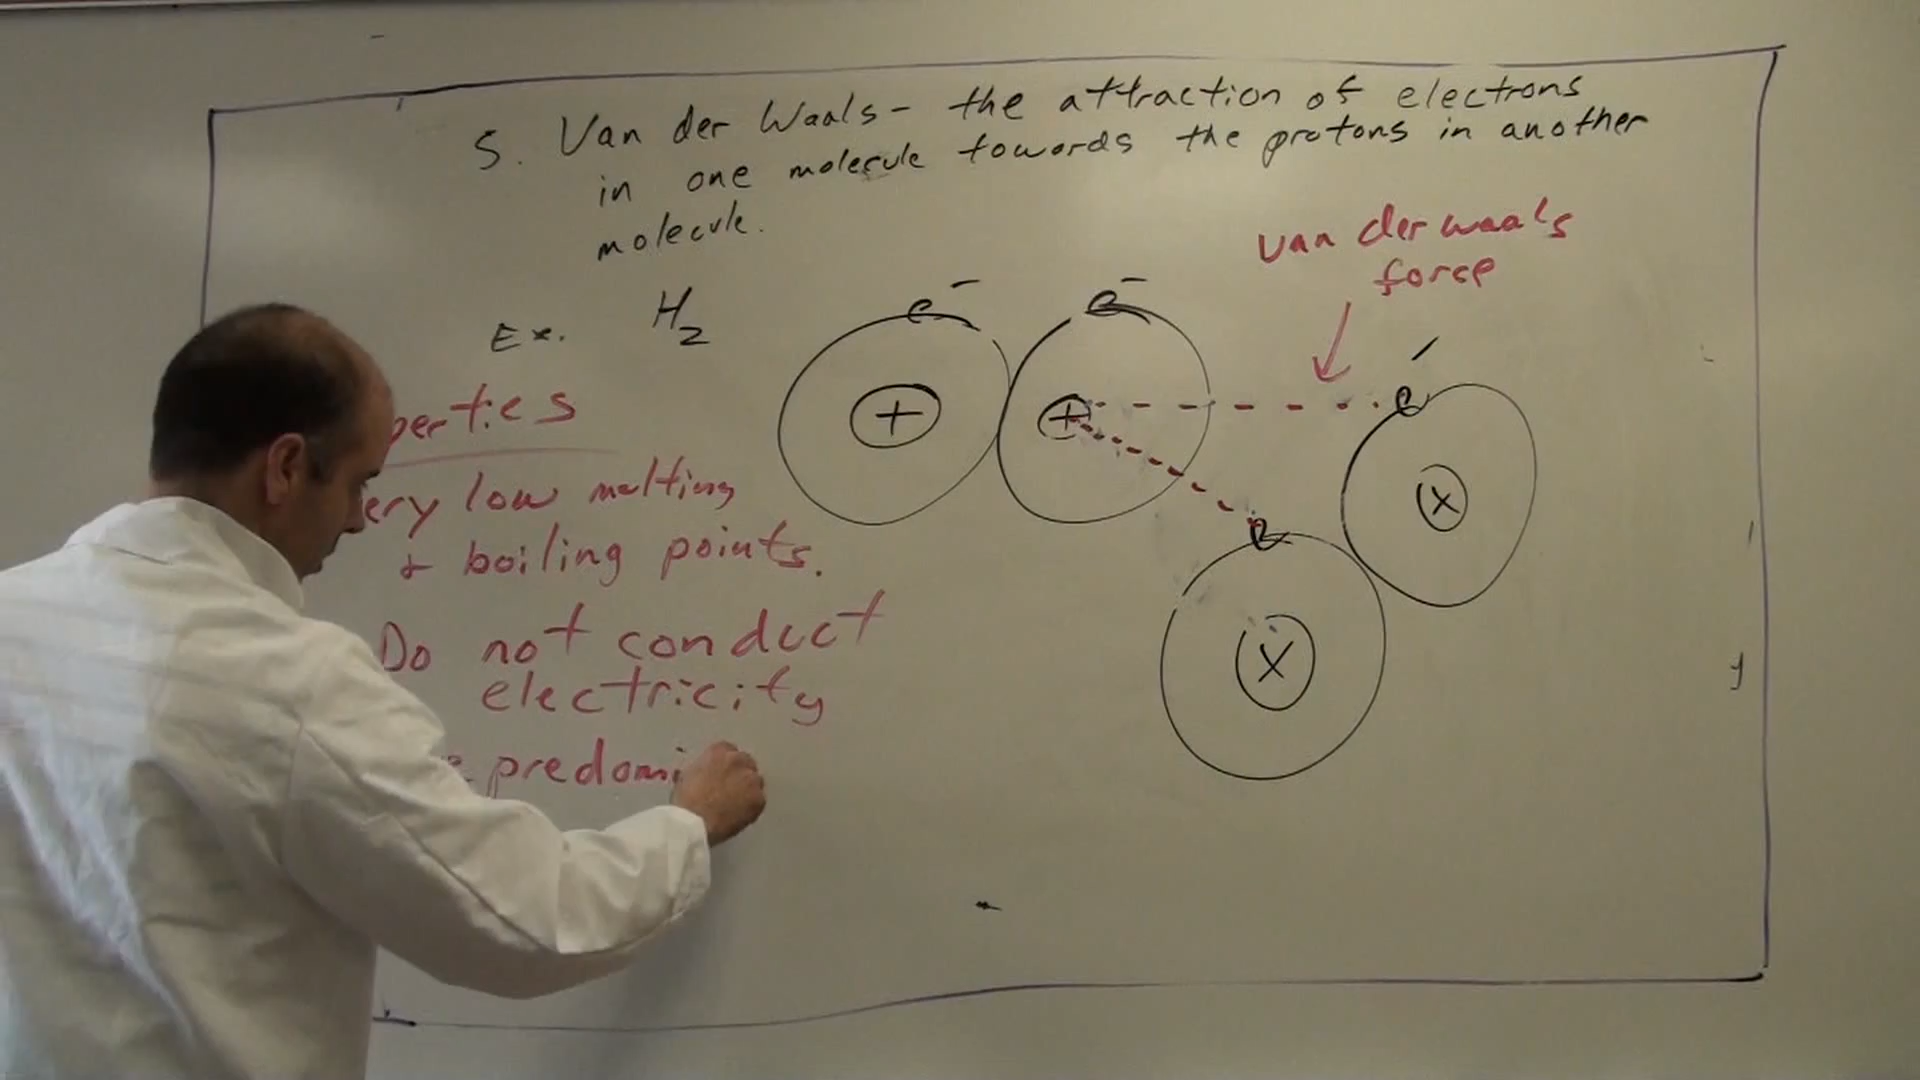 5. Van der Waals - the attraction of electrons
in one molecule towards the protons in another
molecule.
Ex. H2
van der waals
force
e-
e-
e-
+
+
e
x
x
perties
ery low melting
+ boiling points.
Do not conduct
electricity
predomi
y